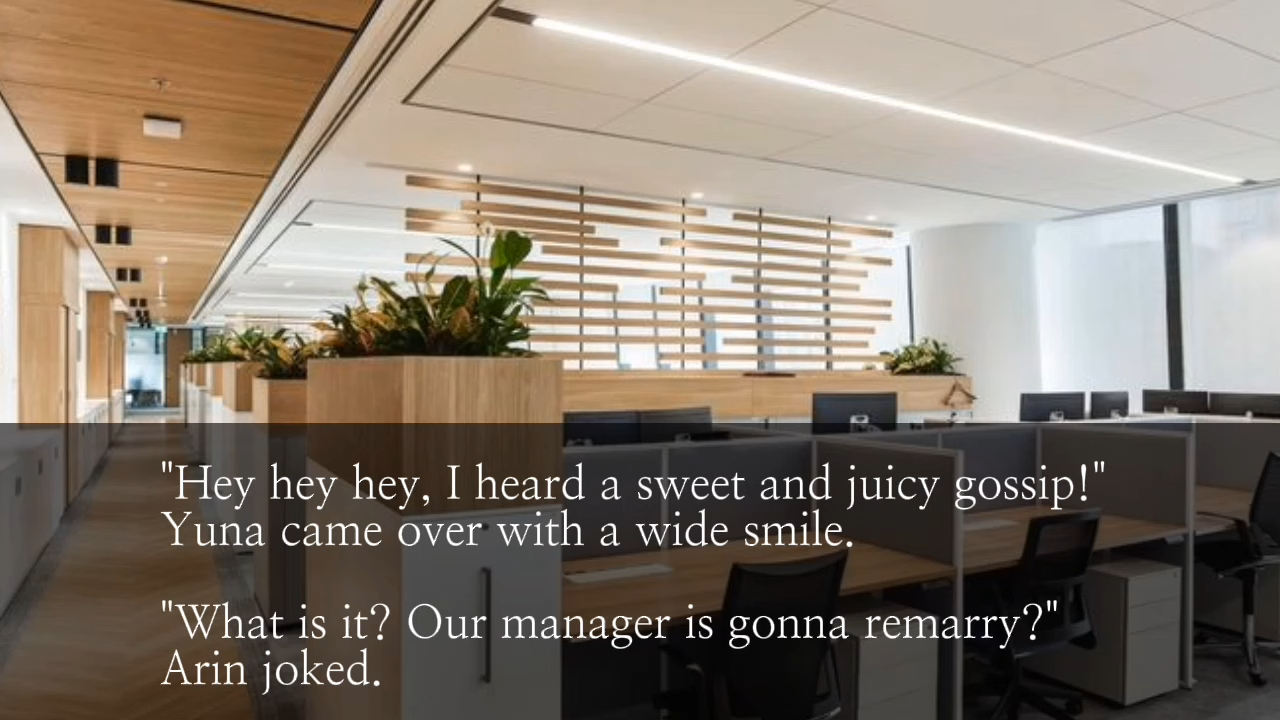 "Hey hey hey, I heard a sweet and juicy gossip!"
Yuna came over with a wide smile.
"What is it? Our manager is gonna remarry?"
Arin joked.